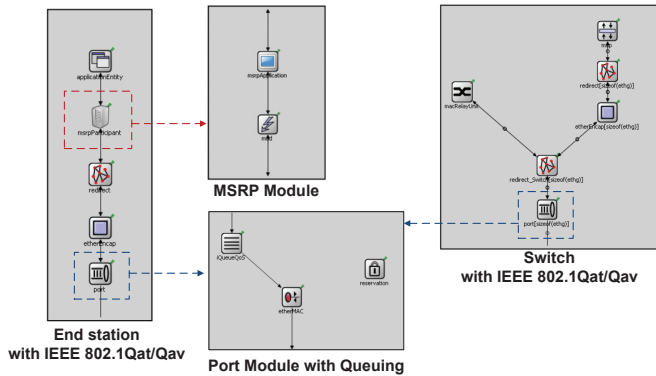 applicationEntity
msrpParticipant
redirect
etherEncap
port
End station
with IEEE 802.1Qat/Qav
msrpApplication
mad
MSRP Module
iQueueQoS
etherMAC
reservation
Port Module with Queuing
redirect[sizeof(ethg)]
macRelayUnit
etherEncap[sizeof(ethg)]
redirect_Switch[sizeof(ethg)]
port[sizeof(ethg)]
Switch
with IEEE 802.1Qat/Qav